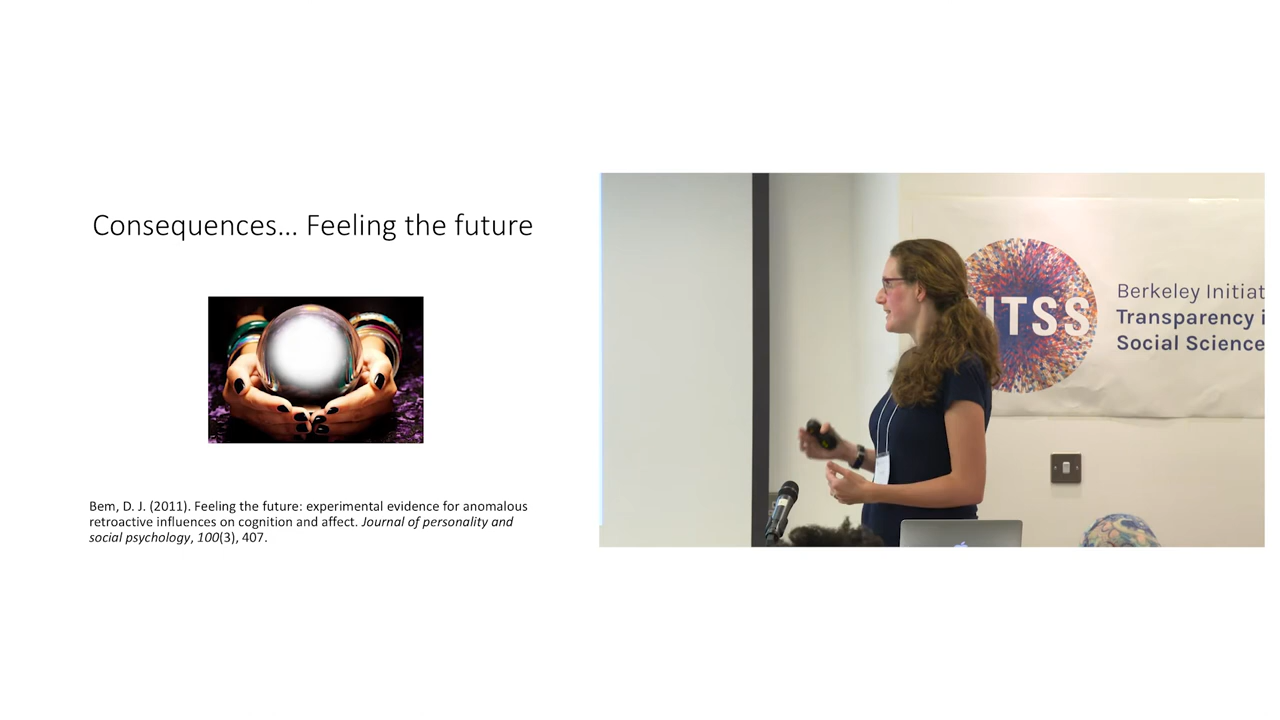 Consequences... Feeling the future
Bem, D. J. (2011). Feeling the future: experimental evidence for anomalous
retroactive influences on cognition and affect. Journal of personality and
social psychology, 100(3), 407.
ITSS
Berkeley Initiat
Transparency i
Social Science